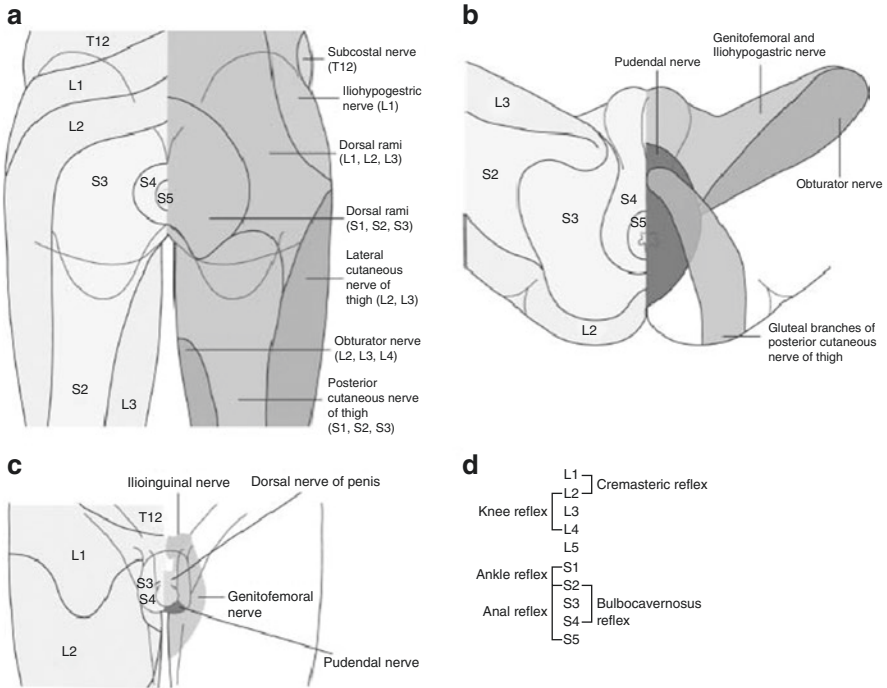 a
T12
L1
L2
S3
S4
S5
S2
L3
Subcostal nerve
(T12)
Iliohypogestric
nerve (L1)
Dorsal rami
(L1, L2, L3)
Dorsal rami
(S1, S2, S3)
Lateral
cutaneous
nerve of
thigh (L2, L3)
Obturator nerve
(L2, L3, L4)
Posterior
cutaneous nerve
of thigh
(S1, S2, S3)
b
Genitofemoral and
Iliohypogastric nerve
Pudendal nerve
L3
S2
S3
S4
S5
L2
Obturator nerve
Gluteal branches of
posterior cutaneous
nerve of thigh
c
Ilioinguinal nerve
Dorsal nerve of penis
T12
L1
S3
S4
L2
Genitofemoral
nerve
Pudendal nerve
d
L1
L2
Cremasteric reflex
Knee reflex
L3
L4
L5
Ankle reflex
S1
S2
Anal reflex
S3
Bulbocavernosus
S4
reflex
S5